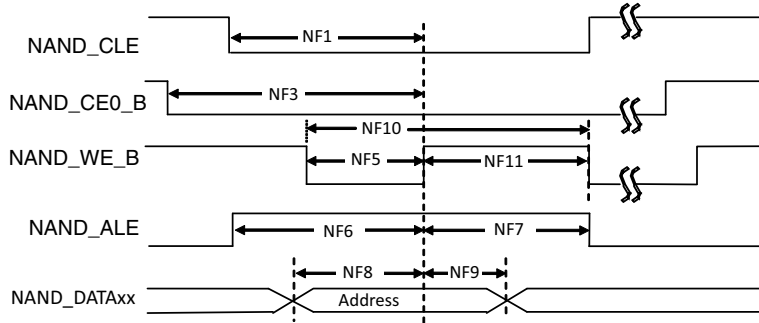 NAND_CLE
NF1
NAND_CE0_B
NF3
NF10
NAND_WE_B
NF5
NF11
NAND_ALE
NF6
NF7
NF8
NF9
NAND_DATAxx
Address